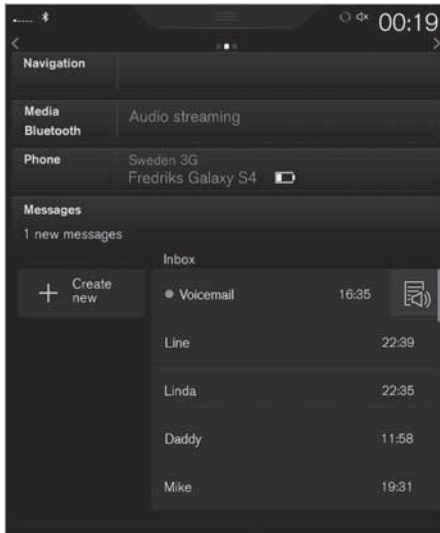 00:19
Navigation
Media
Bluetooth
Audio streaming
Phone
Sweden 3G
Fredriks Galaxy S4
Messages
1 new messages
Inbox
Create
new
Voicemail 16:35
Line 22:39
Linda 22:35
Daddy 11:58
Mike 19:31